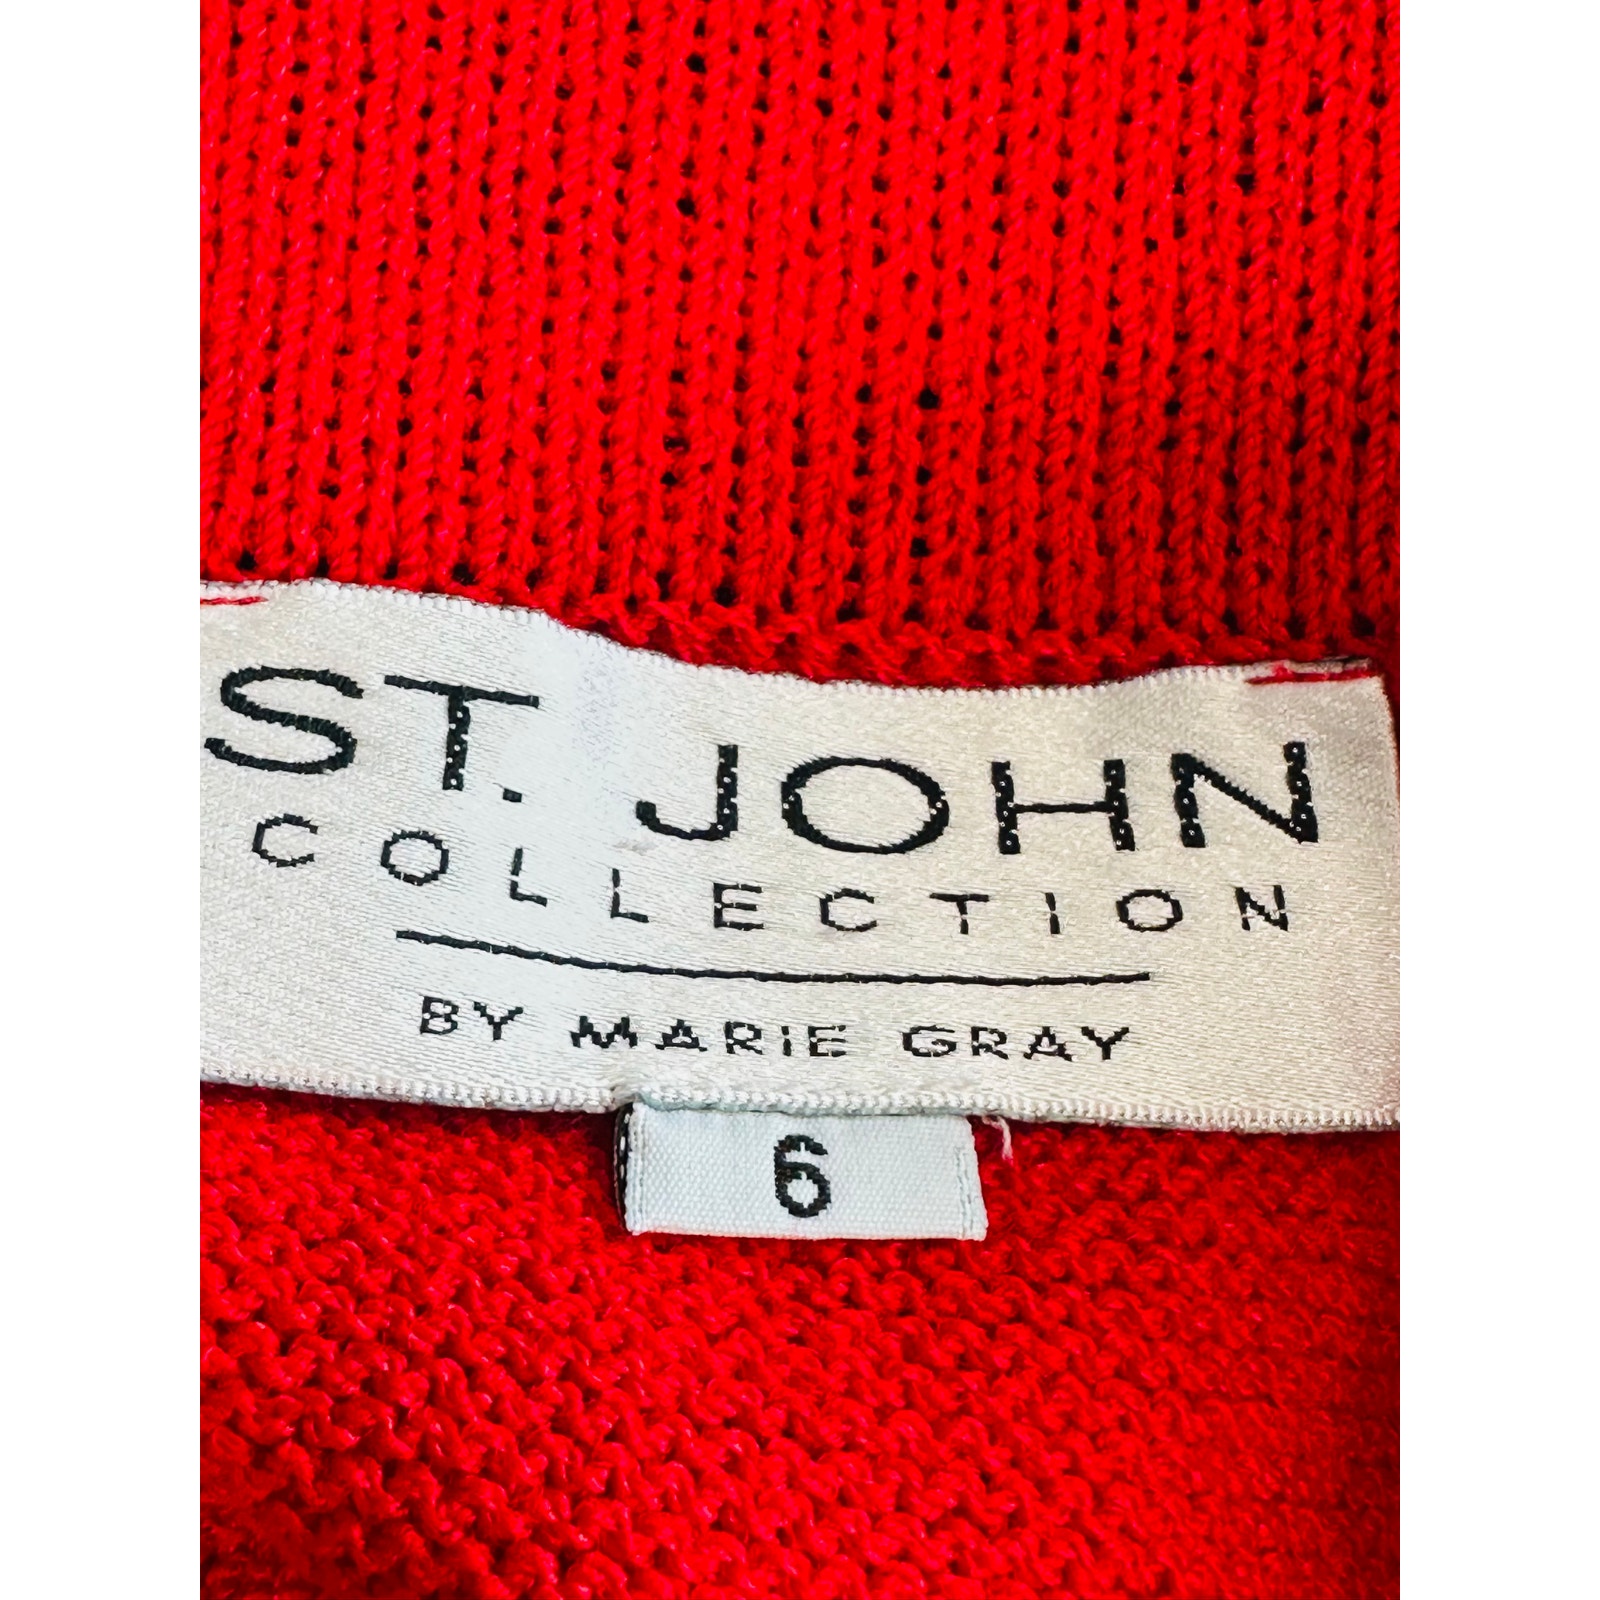 ST. JOHN
COLLECTION
BY MARIE GRAY
6